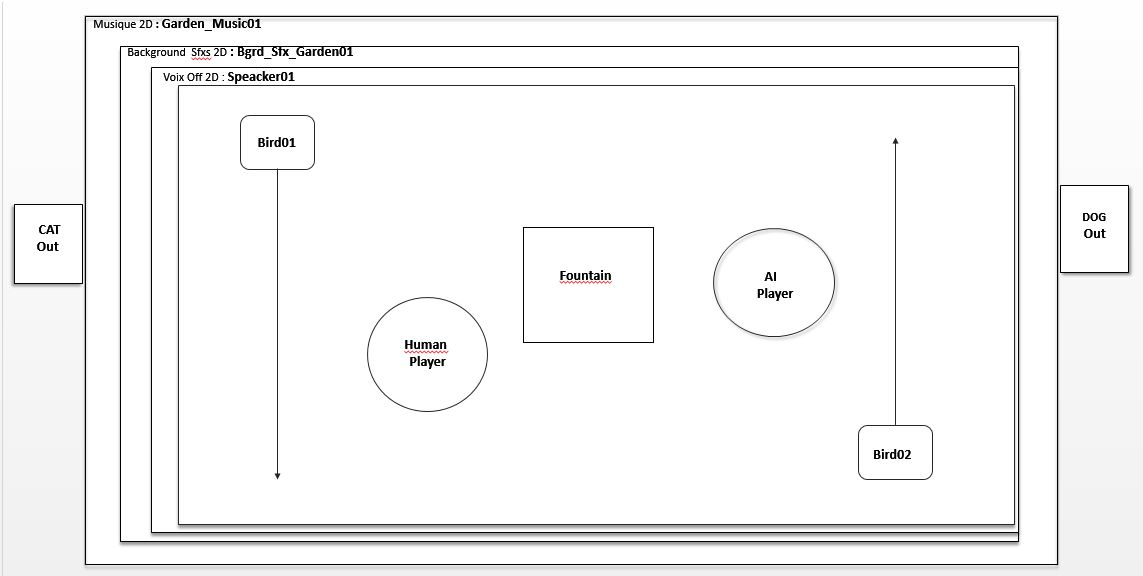 Musique 2D : Garden_Music01
Background Sfxs 2D : Bgrd_Sfx_Garden01
Voix Off 2D : Speacker01
Bird01
CAT
Out
DOG
Out
Fountain
AI
Player
Human
Player
Bird02